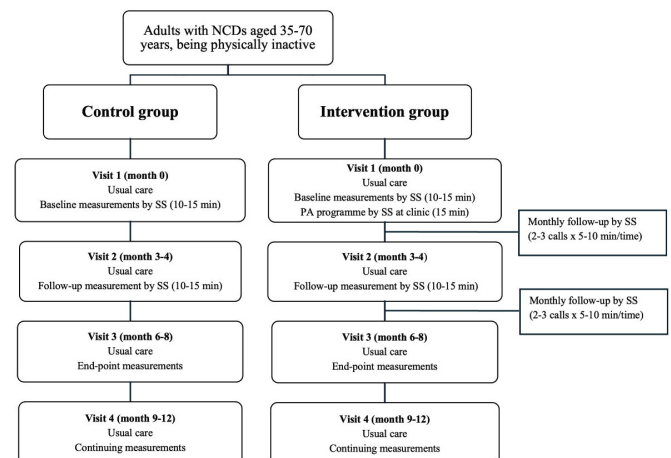 Adults with NCDs aged 35-70
years, being physically inactive
Control group
Intervention group
Visit 1 (month 0)
Usual care
Baseline measurements by SS (10-15 min)
Visit 1 (month 0)
Usual care
Baseline measurements by SS (10-15 min)
PA programme by SS at clinic (15 min)
Monthly follow-up by SS
(2-3 calls x 5-10 min/time)
Visit 2 (month 3-4)
Usual care
Follow-up measurement by SS (10-15 min)
Visit 2 (month 3-4)
Usual care
Follow-up measurement by SS (10-15 min)
Monthly follow-up by SS
(2-3 calls x 5-10 min/time)
Visit 3 (month 6-8)
Usual care
End-point measurements
Visit 3 (month 6-8)
Usual care
End-point measurements
Visit 4 (month 9-12)
Usual care
Continuing measurements
Visit 4 (month 9-12)
Usual care
Continuing measurements